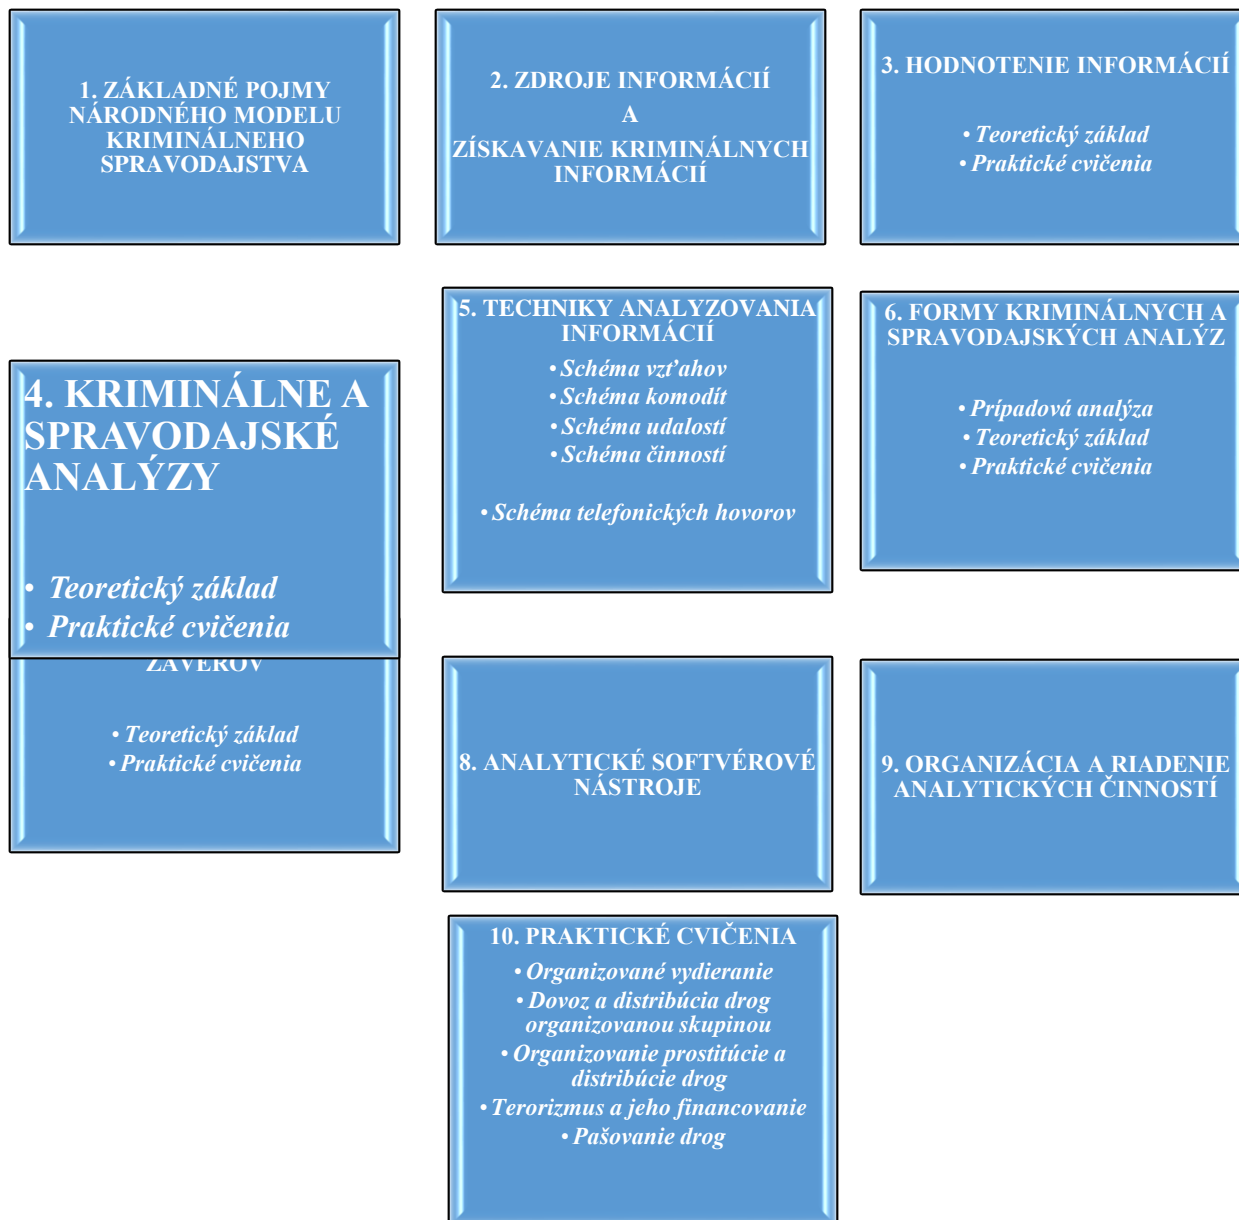 1. ZÁKLADNÉ POJMY
NÁRODNÉHO MODELU
KRIMINÁLNEHO
SPRAVODAJSTVA
2. ZDROJE INFORMÁCIÍ
A
ZÍSKAVANIE KRIMINÁLNYCH
INFORMÁCIÍ
3. HODNOTENIE INFORMÁCIÍ
• Teoretický základ
• Praktické cvičenia
4. KRIMINÁLNE A
SPRAVODAJSKÉ
ANALÝZY
• Teoretický základ
• Praktické cvičenia
5. TECHNIKY ANALYZOVANIA
INFORMÁCIÍ
• Schéma vzťahov
• Schéma komodít
• Schéma udalostí
• Schéma činností
• Schéma telefonických hovorov
6. FORMY KRIMINÁLNYCH A
SPRAVODAJSKÝCH ANALÝZ
• Prípadová analýza
• Teoretický základ
• Praktické cvičenia
ZÁVEROV
• Teoretický základ
• Praktické cvičenia
8. ANALYTICKÉ SOFTVÉROVÉ
NÁSTROJE
9. ORGANIZÁCIA A RIADENIE
ANALYTICKÝCH ČINNOSTÍ
10. PRAKTICKÉ CVIČENIA
• Organizované vydieranie
• Dovoz a distribúcia drog
organizovanou skupinou
• Organizovanie prostitúcie a
distribúcie drog
• Terorizmus a jeho financovanie
• Pašovanie drog